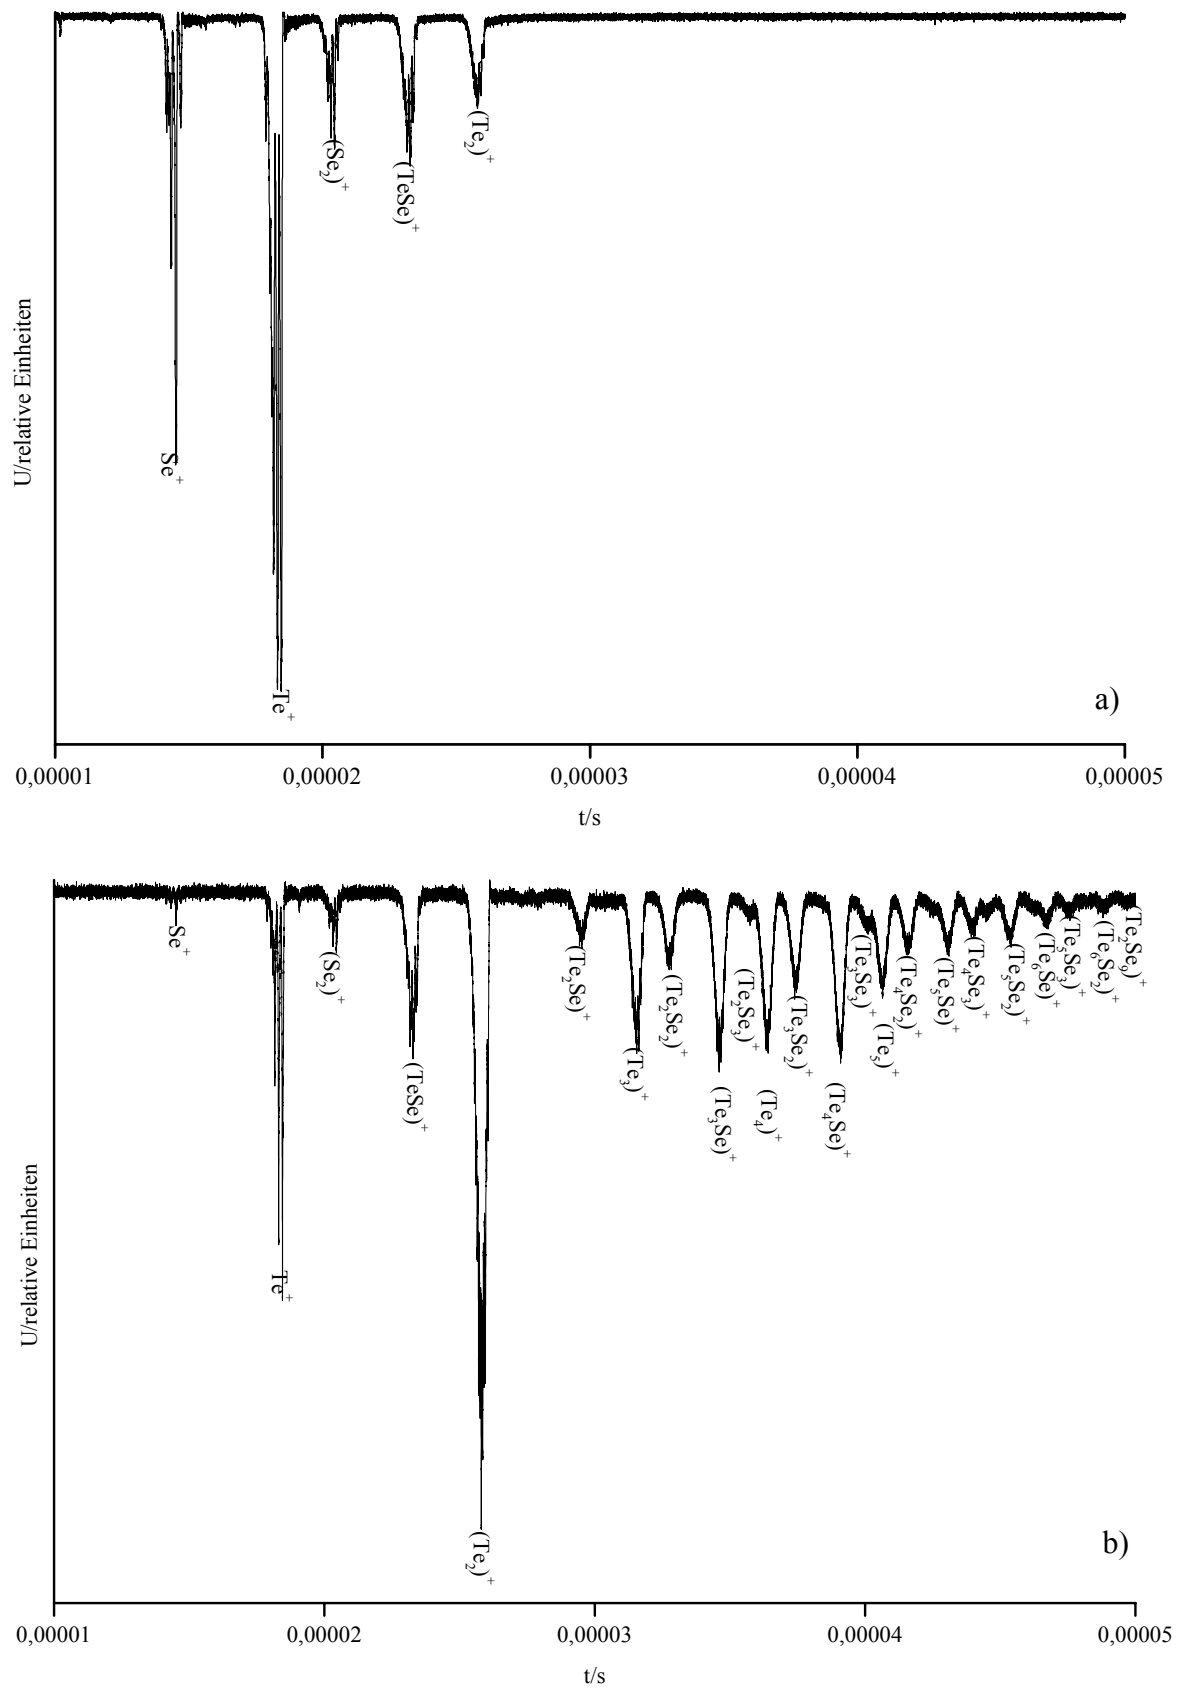 U/relative Einheiten
Se+
Te+
(Se2)+
(TeSe)+
(Te2)+
a)
0,00001 0,00002 0,00003 0,00004 0,00005
t/s
U/relative Einheiten
Se+
Te+
(Se2)+
(TeSe)+
(Te2)+
(Te2Se)+
(Te3)+
(Te2Se2)+
(Te3Se)+
(Te2Se3)+
(Te4)+
(Te3Se2)+
(Te4Se)+
(Te3Se3)+
(Te5)+
(Te4Se2)+
(Te5Se)+
(Te4Se3)+
(Te5Se2)+
(Te6Se)+
(Te5Se3)+
(Te6Se2)+
(Te2Se9)+
b)
0,00001 0,00002 0,00003 0,00004 0,00005
t/s